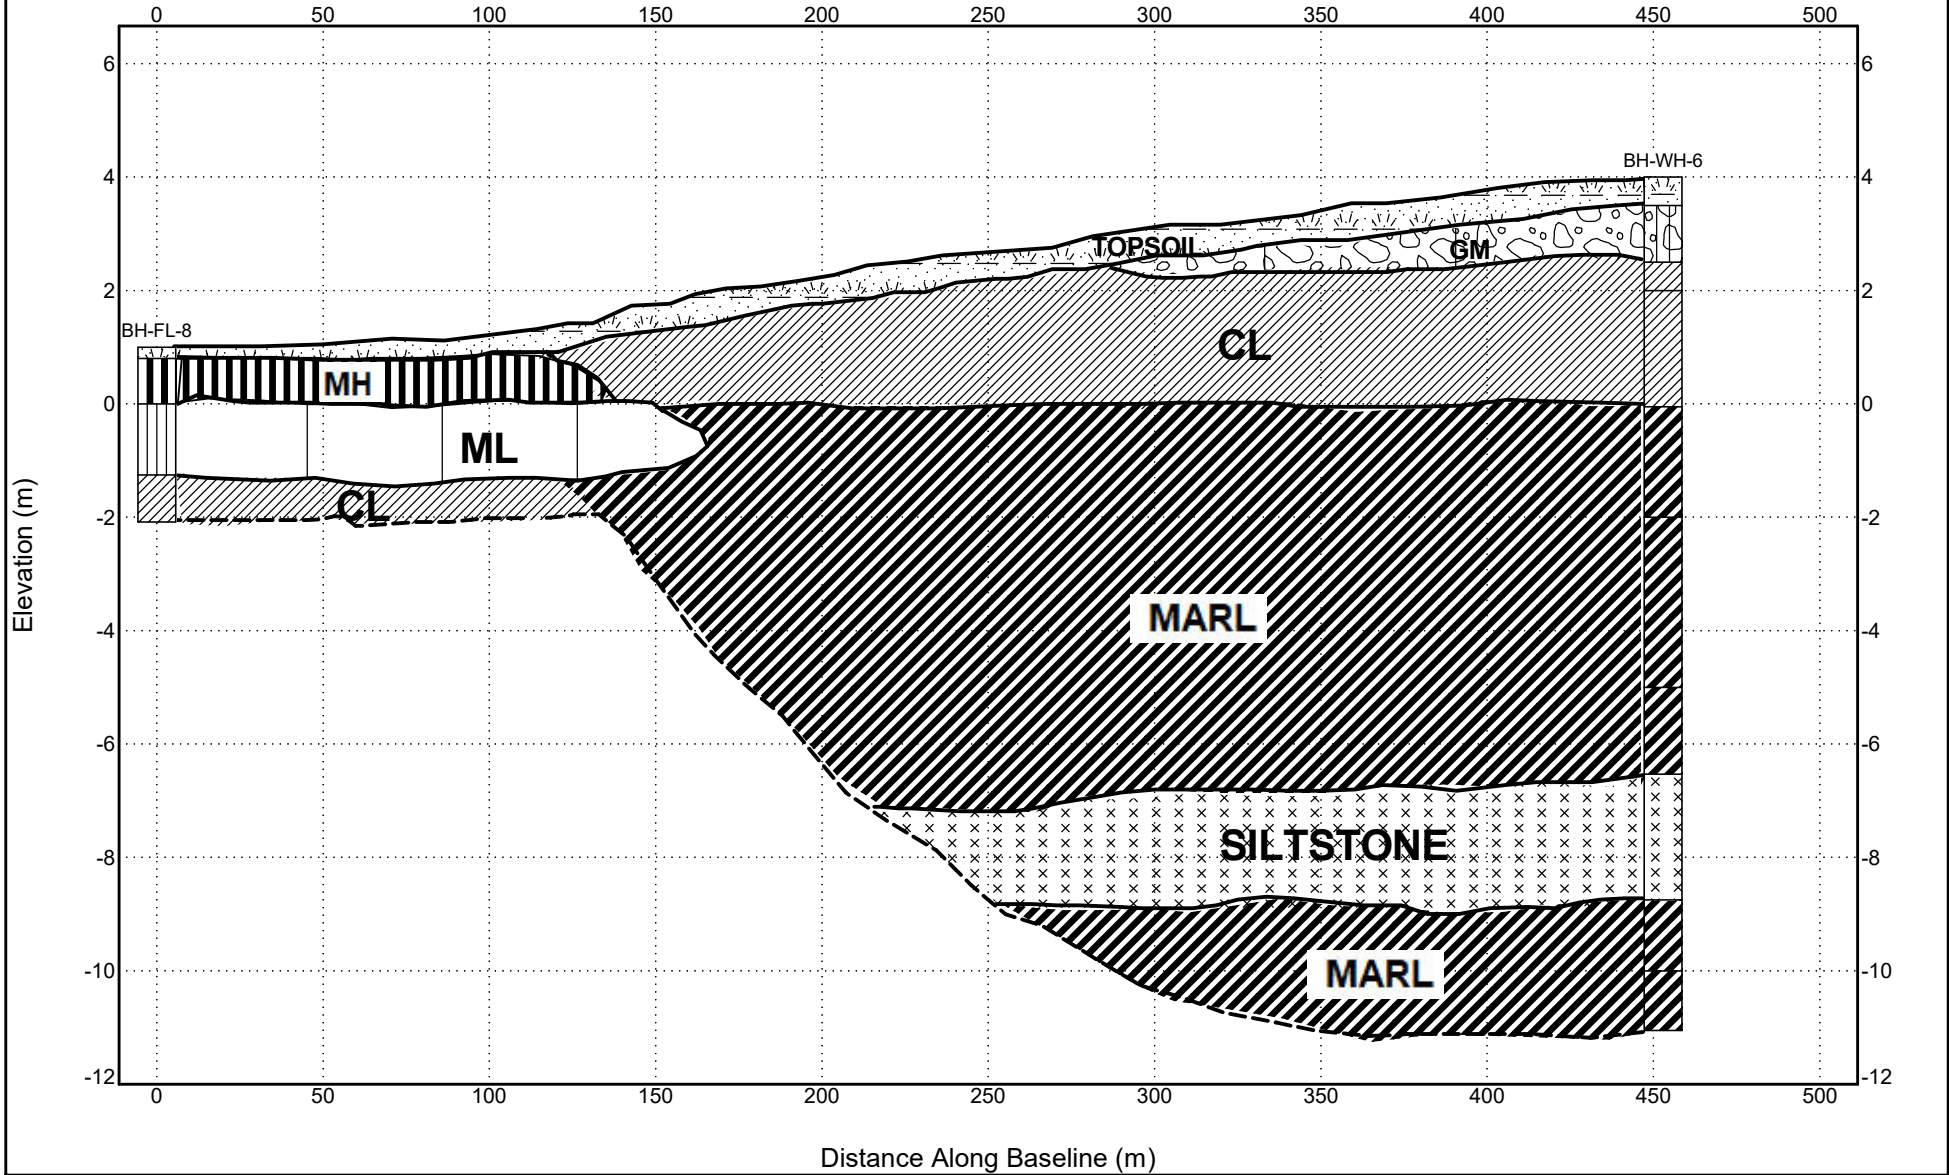 0 50 100 150 200 250 300 350 400 450 500
6 6
BH-WH-6
4 4
TOPSOIL GM
2 2
BH-FL-8
CL
MH
0 0
ML
CL
-2 -2
Elevation (m)
MARL
-4 -4
-6 -6
SILTSTONE
-8 -8
MARL
-10 -10
-12 -12
0 50 100 150 200 250 300 350 400 450 500
Distance Along Baseline (m)